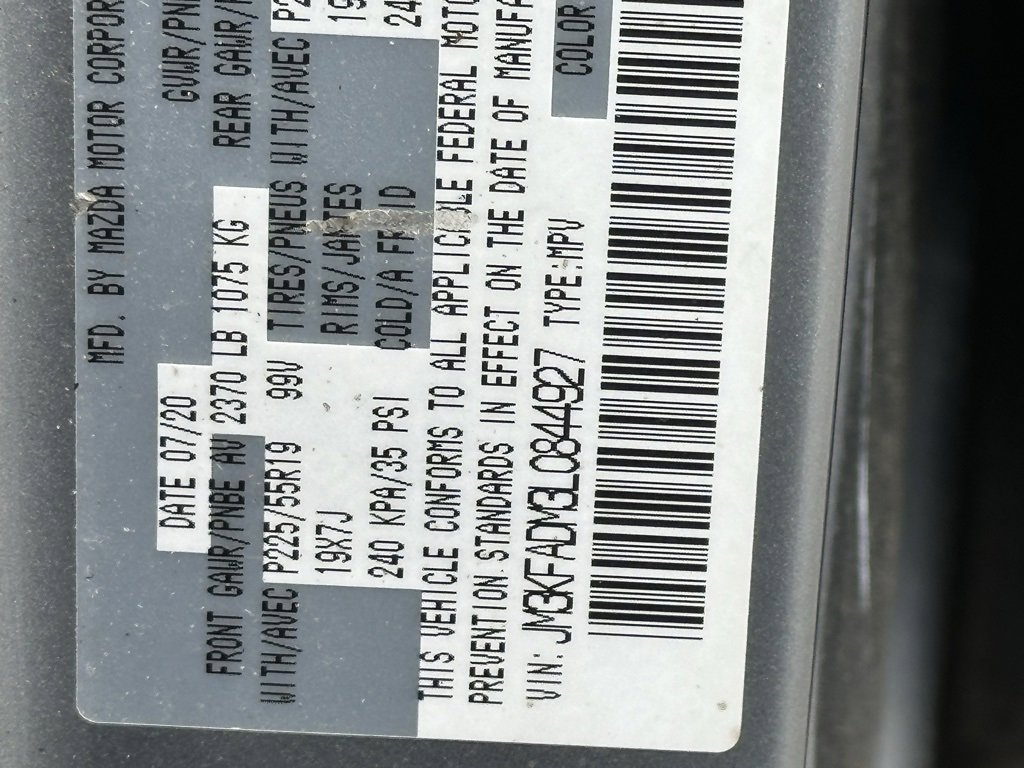 MFD. BY MAZDA MOTOR CORPOR
DATE 07/20 GVWR/PN
FRONT GAWR/PNBE AV 2370 LB 1075 KG REAR GAWR/
WITH/AVEC P225/55R19 99V TIRES/PNEUS WITH/AVEC P2
19X7J RIMS/JANTES 19
240 KPA/35 PSI COLD/A FROID 240
THIS VEHICLE CONFORMS TO ALL APPLICABLE FEDERAL MOTO
PREVENTION STANDARDS IN EFFECT ON THE DATE OF MANUFA
VIN: JM3KFADM3L0844927 TYPE:MPV COLOR